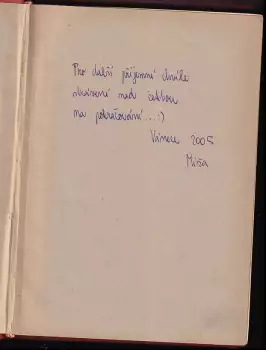 Pro další příjemné chvíle
strávené nad četbou
na pokračování...:)
Vánoce 2005
Míša